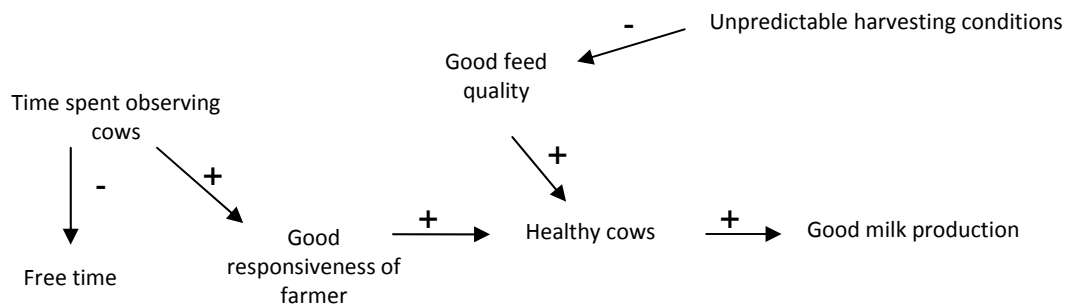 Unpredictable harvesting conditions
-
Good feed
quality
Time spent observing
cows
+
-
+
+
Healthy cows
+
Good milk production
Good
responsiveness of
farmer
Free time